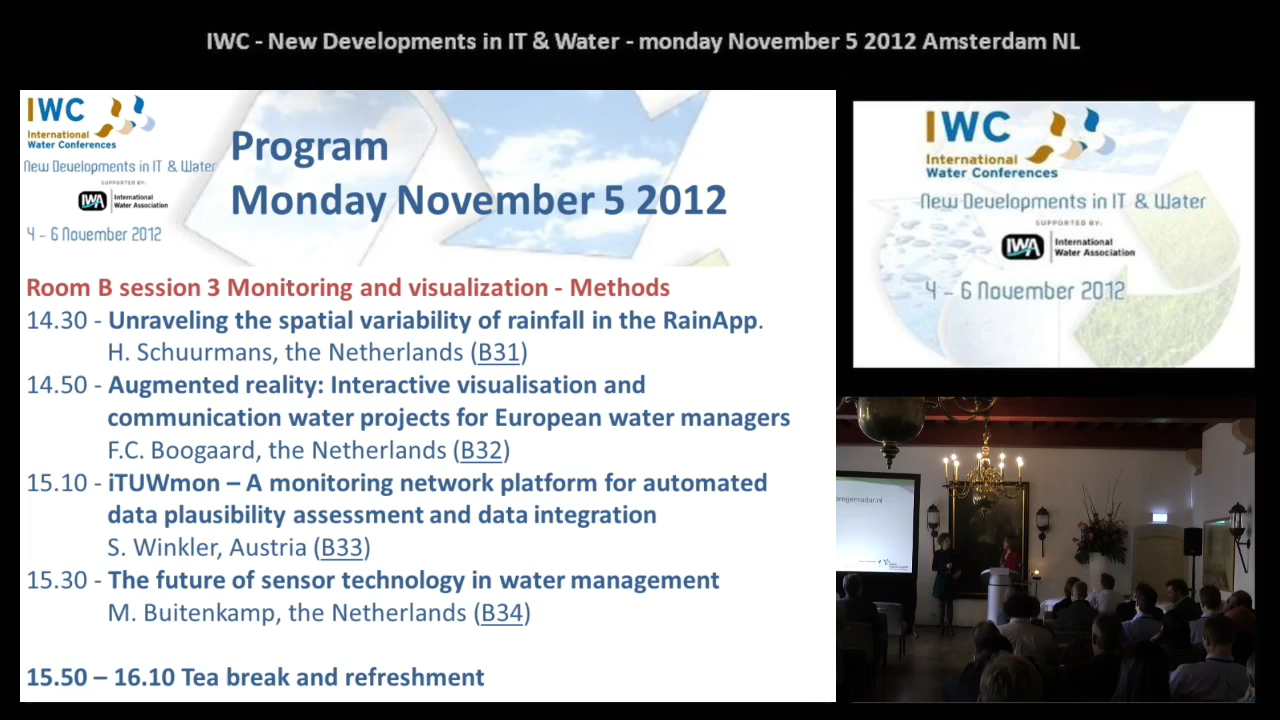 IWC - New Developments in IT & Water - monday November 5 2012 Amsterdam NL
IWC
International
Water Conferences
New Developments in IT & Water
SUPPORTED BY:
IWA International
Water Association
4 - 6 November 2012
Program
Monday November 5 2012
Room B session 3 Monitoring and visualization - Methods
14.30 - Unraveling the spatial variability of rainfall in the RainApp.
H. Schuurmans, the Netherlands (B31)
14.50 - Augmented reality: Interactive visualisation and
communication water projects for European water managers
F.C. Boogaard, the Netherlands (B32)
15.10 - iTUWmon – A monitoring network platform for automated
data plausibility assessment and data integration
S. Winkler, Austria (B33)
15.30 - The future of sensor technology in water management
M. Buitenkamp, the Netherlands (B34)
15.50 – 16.10 Tea break and refreshment
IWC
International
Water Conferences
New Developments in IT & Water
SUPPORTED BY:
IWA International
Water Association
4 - 6 November 2012